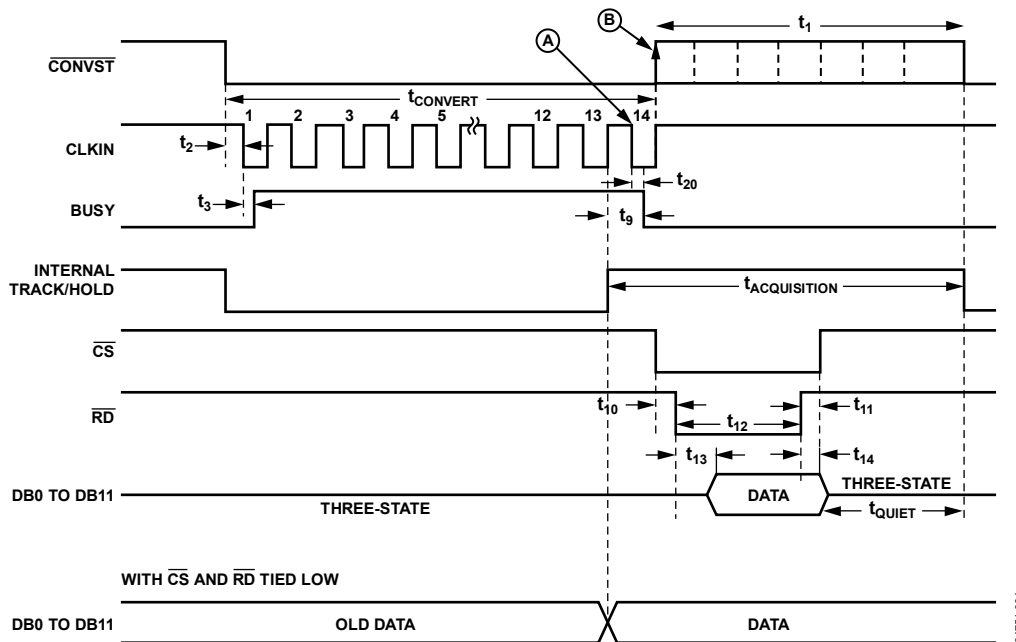 B
t1
A
CONVST
tCONVERT
1 2 3 4 5 12 13 14
CLKIN
t2
t20
t3
t9
BUSY
INTERNAL
TRACK/HOLD
tACQUISITION
CS
RD
t10
t12
t11
t13
t14
DB0 TO DB11
THREE-STATE
DATA
THREE-STATE
tQUIET
WITH CS AND RD TIED LOW
DB0 TO DB11
OLD DATA
DATA